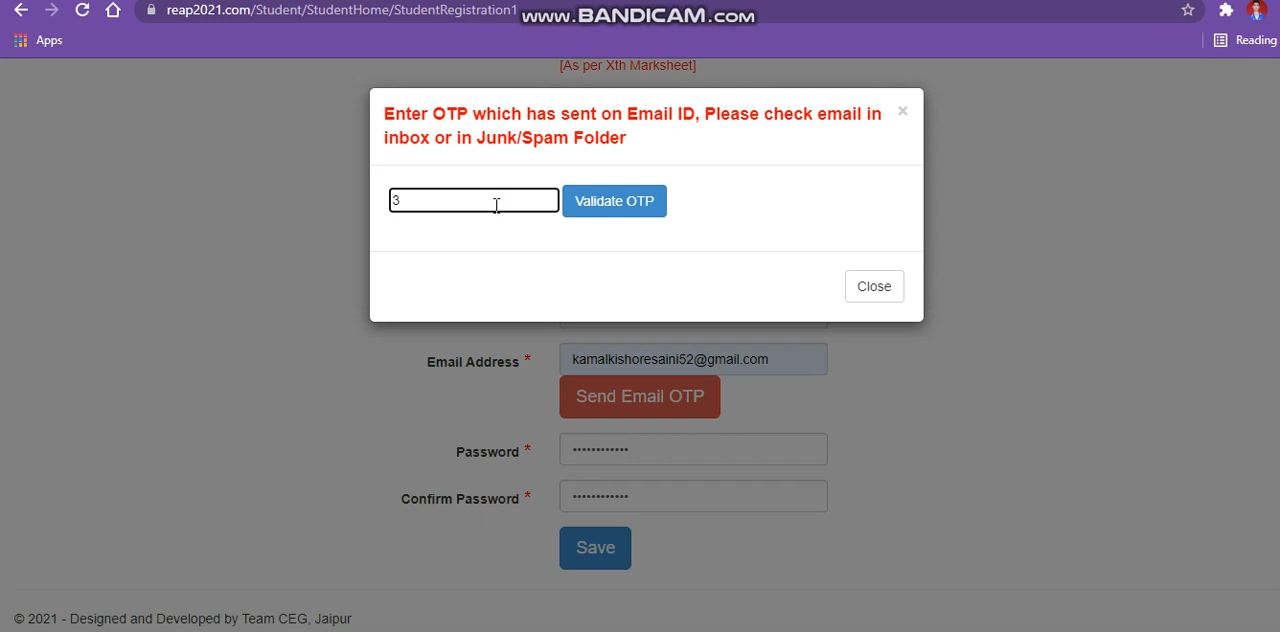 reap2021.com/Student/StudentHome/StudentRegistration1
www.BANDICAM.com
Apps
Reading
[As per Xth Marksheet]
Enter OTP which has sent on Email ID, Please check email in
inbox or in Junk/Spam Folder
×
3
Validate OTP
Close
Email Address *
kamalkishoresaini52@gmail.com
Send Email OTP
Password *
••••••••••••
Confirm Password *
••••••••••••
Save
© 2021 - Designed and Developed by Team CEG, Jaipur